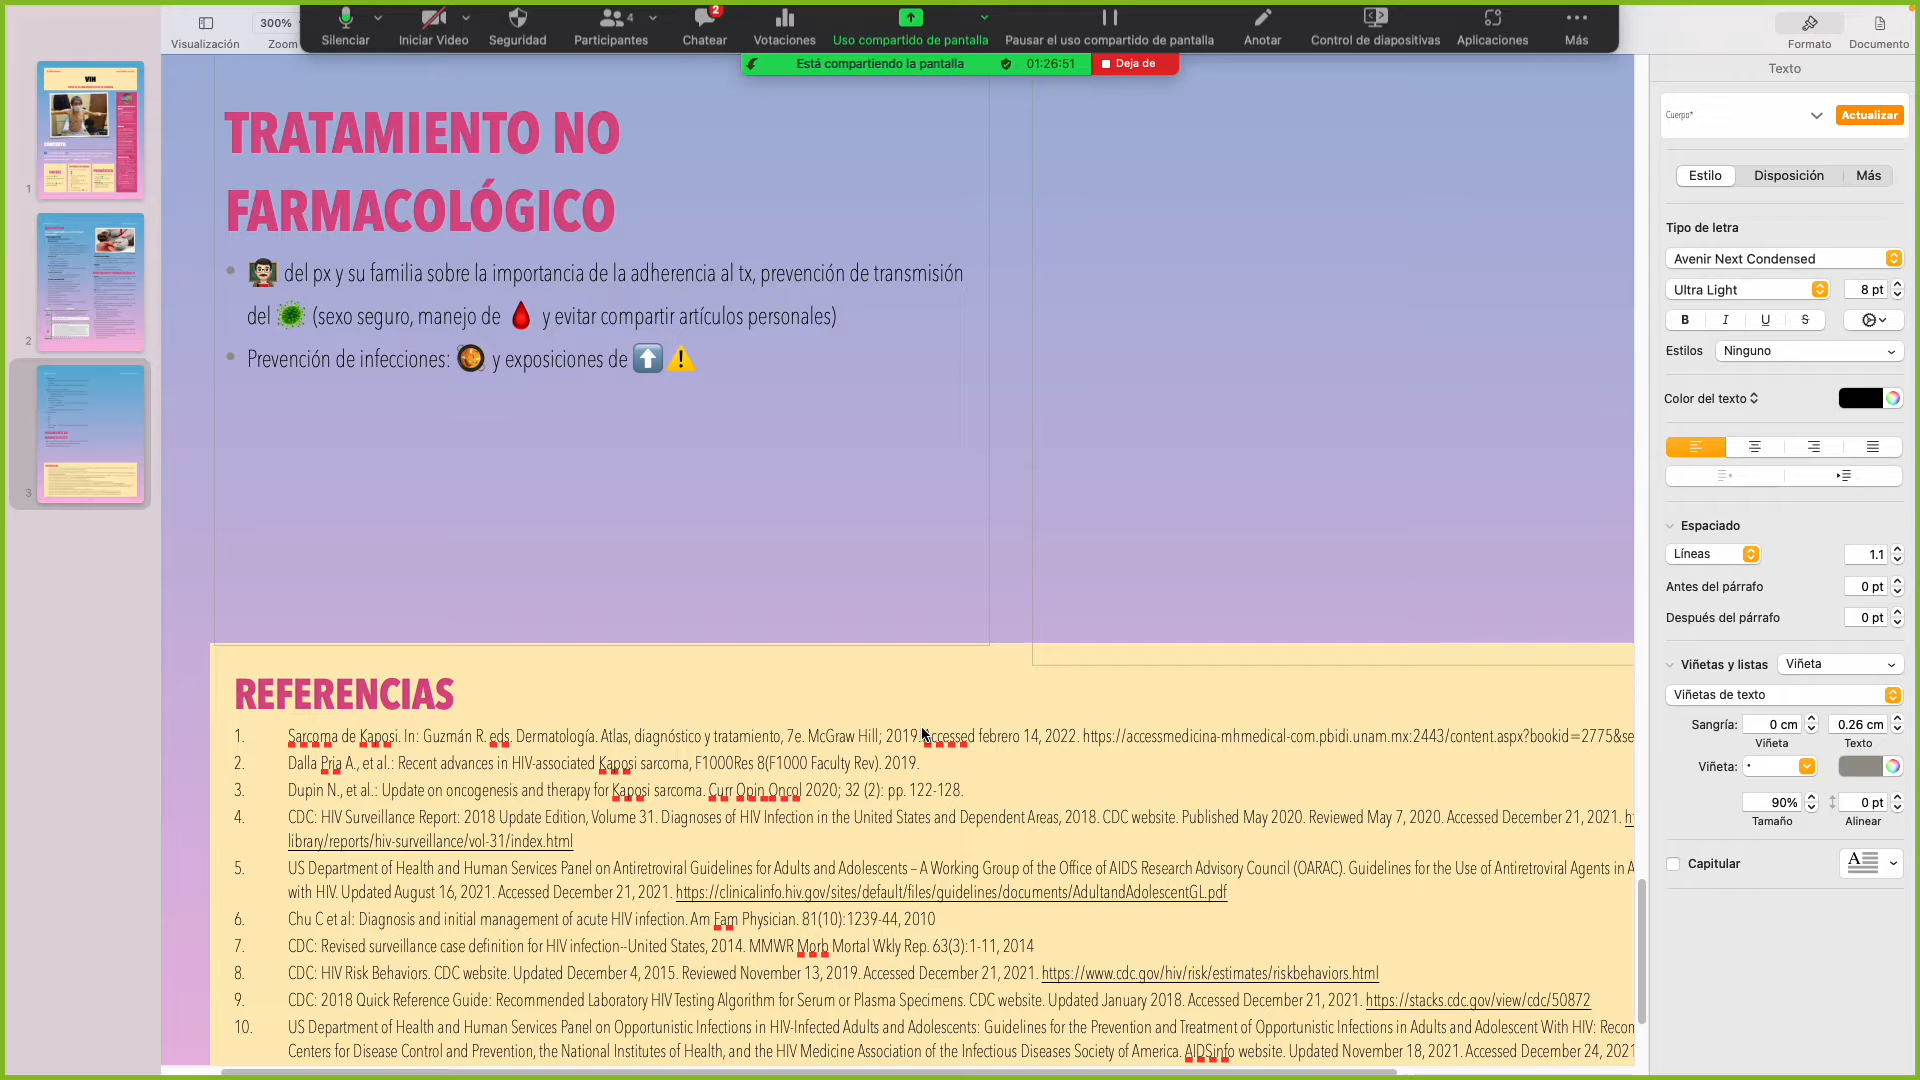 Visualización
300%
Zoom
Silenciar
Iniciar Video
Seguridad
4
Participantes
2
Chatear
Votaciones
Uso compartido de pantalla
Pausar el uso compartido de pantalla
Anotar
Control de diapositivas
Aplicaciones
Más
Formato
Documento
Está compartiendo la pantalla
01:26:51
Deja de
VIH
1
2
3
TRATAMIENTO NO
FARMACOLÓGICO
• del px y su familia sobre la importancia de la adherencia al tx, prevención de transmisión
del (sexo seguro, manejo de y evitar compartir artículos personales)
• Prevención de infecciones: y exposiciones de
REFERENCIAS
1. Sarcoma de Kaposi. In: Guzmán R. eds. Dermatología. Atlas, diagnóstico y tratamiento, 7e. McGraw Hill; 2019. Accessed febrero 14, 2022. https://accessmedicina-mhmedical-com.pbidi.unam.mx:2443/content.aspx?bookid=2775&se
2. Dalla Pria A., et al.: Recent advances in HIV-associated Kaposi sarcoma, F1000Res 8(F1000 Faculty Rev). 2019.
3. Dupin N., et al.: Update on oncogenesis and therapy for Kaposi sarcoma. Curr Opin Oncol 2020; 32 (2): pp. 122-128.
4. CDC: HIV Surveillance Report: 2018 Update Edition, Volume 31. Diagnoses of HIV Infection in the United States and Dependent Areas, 2018. CDC website. Published May 2020. Reviewed May 7, 2020. Accessed December 21, 2021. h
library/reports/hiv-surveillance/vol-31/index.html
5. US Department of Health and Human Services Panel on Antiretroviral Guidelines for Adults and Adolescents – A Working Group of the Office of AIDS Research Advisory Council (OARAC). Guidelines for the Use of Antiretroviral Agents in A
with HIV. Updated August 16, 2021. Accessed December 21, 2021. https://clinicalinfo.hiv.gov/sites/default/files/guidelines/documents/AdultandAdolescentGL.pdf
6. Chu C et al: Diagnosis and initial management of acute HIV infection. Am Fam Physician. 81(10):1239-44, 2010
7. CDC: Revised surveillance case definition for HIV infection--United States, 2014. MMWR Morb Mortal Wkly Rep. 63(3):1-11, 2014
8. CDC: HIV Risk Behaviors. CDC website. Updated December 4, 2015. Reviewed November 13, 2019. Accessed December 21, 2021. https://www.cdc.gov/hiv/risk/estimates/riskbehaviors.html
9. CDC: 2018 Quick Reference Guide: Recommended Laboratory HIV Testing Algorithm for Serum or Plasma Specimens. CDC website. Updated January 2018. Accessed December 21, 2021. https://stacks.cdc.gov/view/cdc/50872
10. US Department of Health and Human Services Panel on Opportunistic Infections in HIV-Infected Adults and Adolescents: Guidelines for the Prevention and Treatment of Opportunistic Infections in Adults and Adolescent With HIV: Recon
Centers for Disease Control and Prevention, the National Institutes of Health, and the HIV Medicine Association of the Infectious Diseases Society of America. AIDSinfo website. Updated November 18, 2021. Accessed December 24, 2021
Texto
Cuerpo*
Actualizar
Estilo
Disposición
Más
Tipo de letra
Avenir Next Condensed
Ultra Light
8 pt
B I U S
Estilos
Ninguno
Color del texto
Espaciado
Líneas
1.1
Antes del párrafo
0 pt
Después del párrafo
0 pt
Viñetas y listas
Viñeta
Viñetas de texto
Sangría:
0 cm
0.26 cm
Viñeta
Texto
Viñeta:
•
90%
0 pt
Tamaño
Alinear
Capitular
A